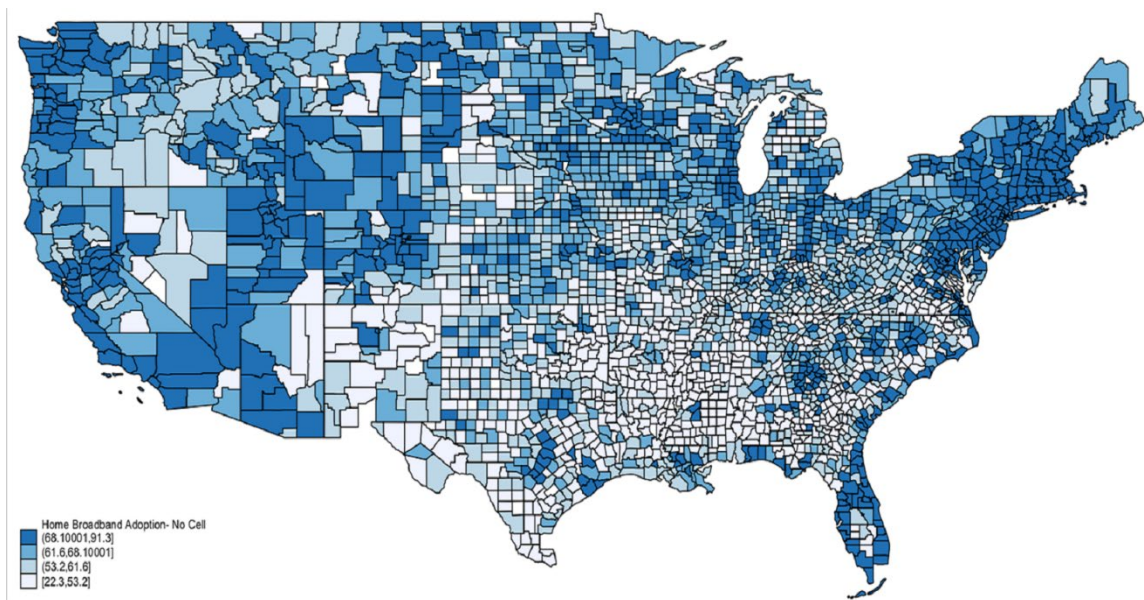 Home Broadband Adoption- No Cell
(68.10001,91.3]
(61.6,68.10001]
(53.2,61.6]
[22.3,53.2]